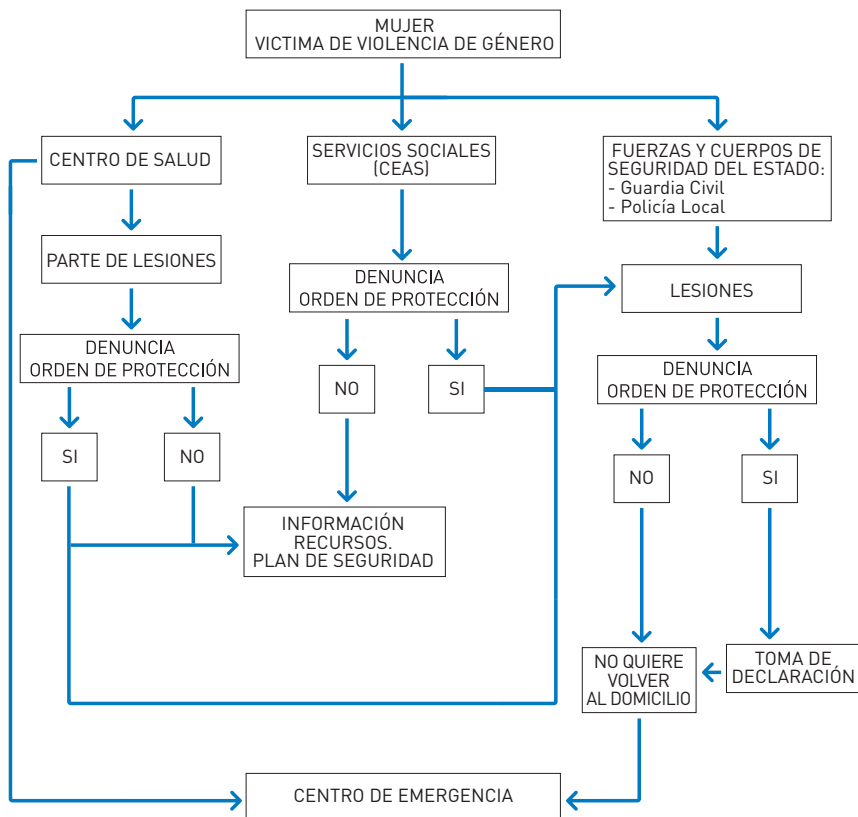 MUJER
VICTIMA DE VIOLENCIA DE GÉNERO
CENTRO DE SALUD
SERVICIOS SOCIALES
(CEAS)
FUERZAS Y CUERPOS DE
SEGURIDAD DEL ESTADO:
- Guardia Civil
- Policía Local
PARTE DE LESIONES
DENUNCIA
ORDEN DE PROTECCIÓN
LESIONES
DENUNCIA
ORDEN DE PROTECCIÓN
DENUNCIA
ORDEN DE PROTECCIÓN
NO
SI
SI
NO
NO
SI
INFORMACIÓN
RECURSOS.
PLAN DE SEGURIDAD
NO QUIERE
VOLVER
AL DOMICILIO
TOMA DE
DECLARACIÓN
CENTRO DE EMERGENCIA